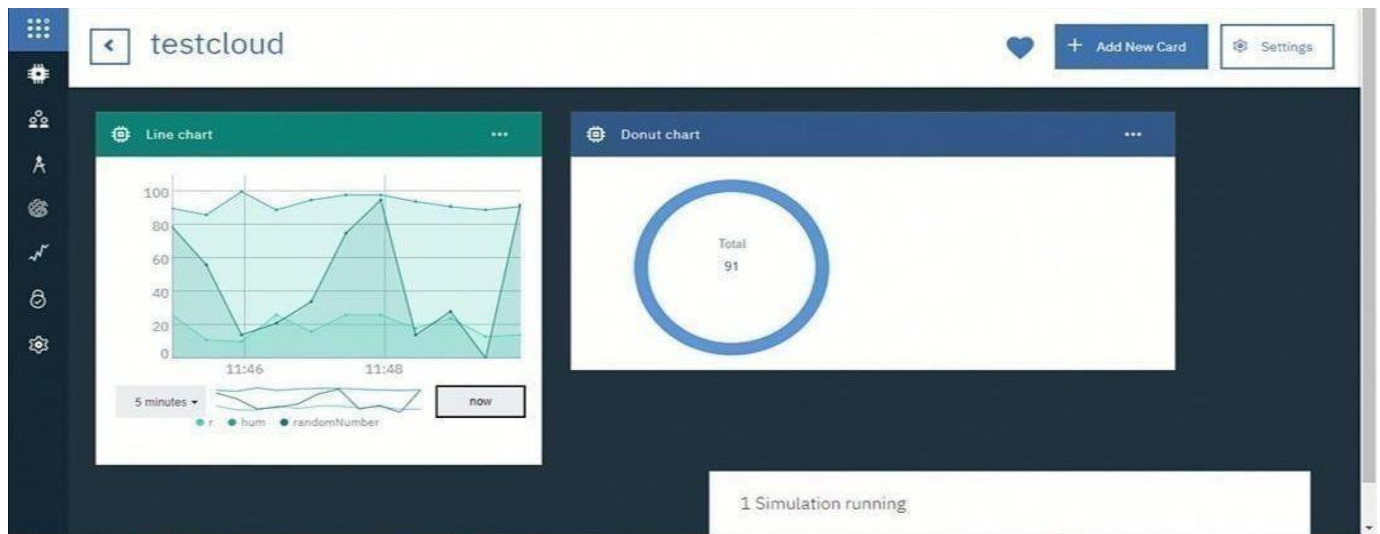 testcloud
+ Add New Card
Settings
Line chart
...
Donut chart
...
100
80
60
40
20
0
11:46
11:48
5 minutes
now
r hum randomNumber
Total
91
1 Simulation running